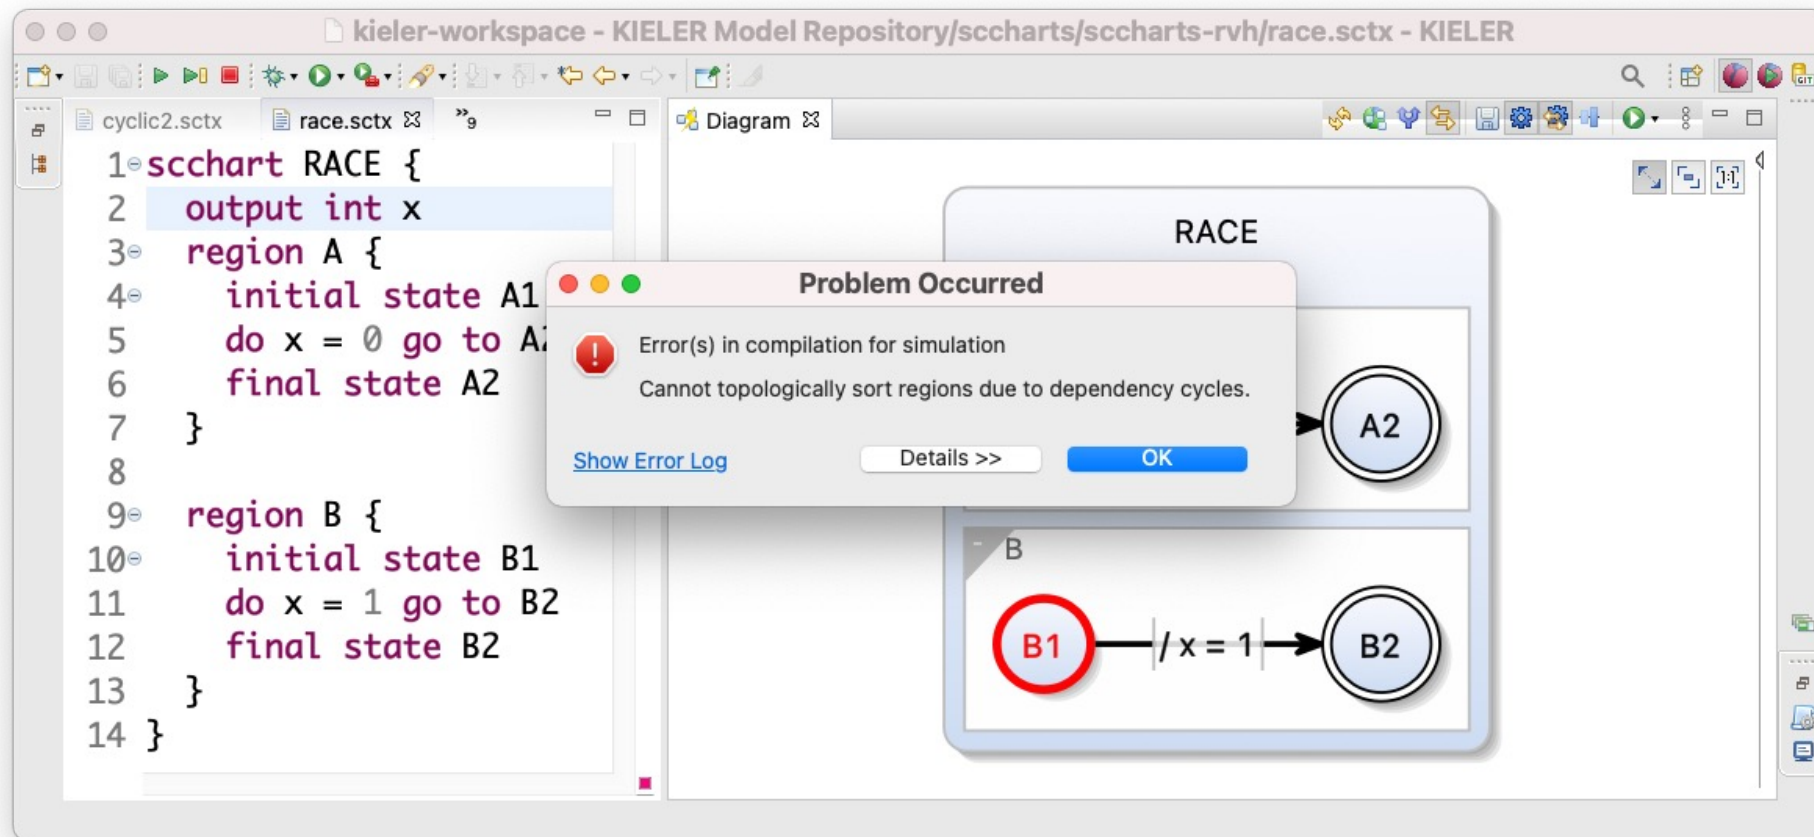 kieler-workspace - KIELER Model Repository/sccharts/sccharts-rvh/race.sctx - KIELER
GIT
cyclic2.sctx
race.sctx
»9
Diagram
1 scchart RACE {
2 output int x
3 region A {
4 initial state A1
5 do x = 0 go to A2
6 final state A2
7 }
8
9 region B {
10 initial state B1
11 do x = 1 go to B2
12 final state B2
13 }
14 }
1:1
RACE
Problem Occurred
Error(s) in compilation for simulation
Cannot topologically sort regions due to dependency cycles.
Show Error Log
Details >>
OK
A2
- B
B1
/ x = 1
B2